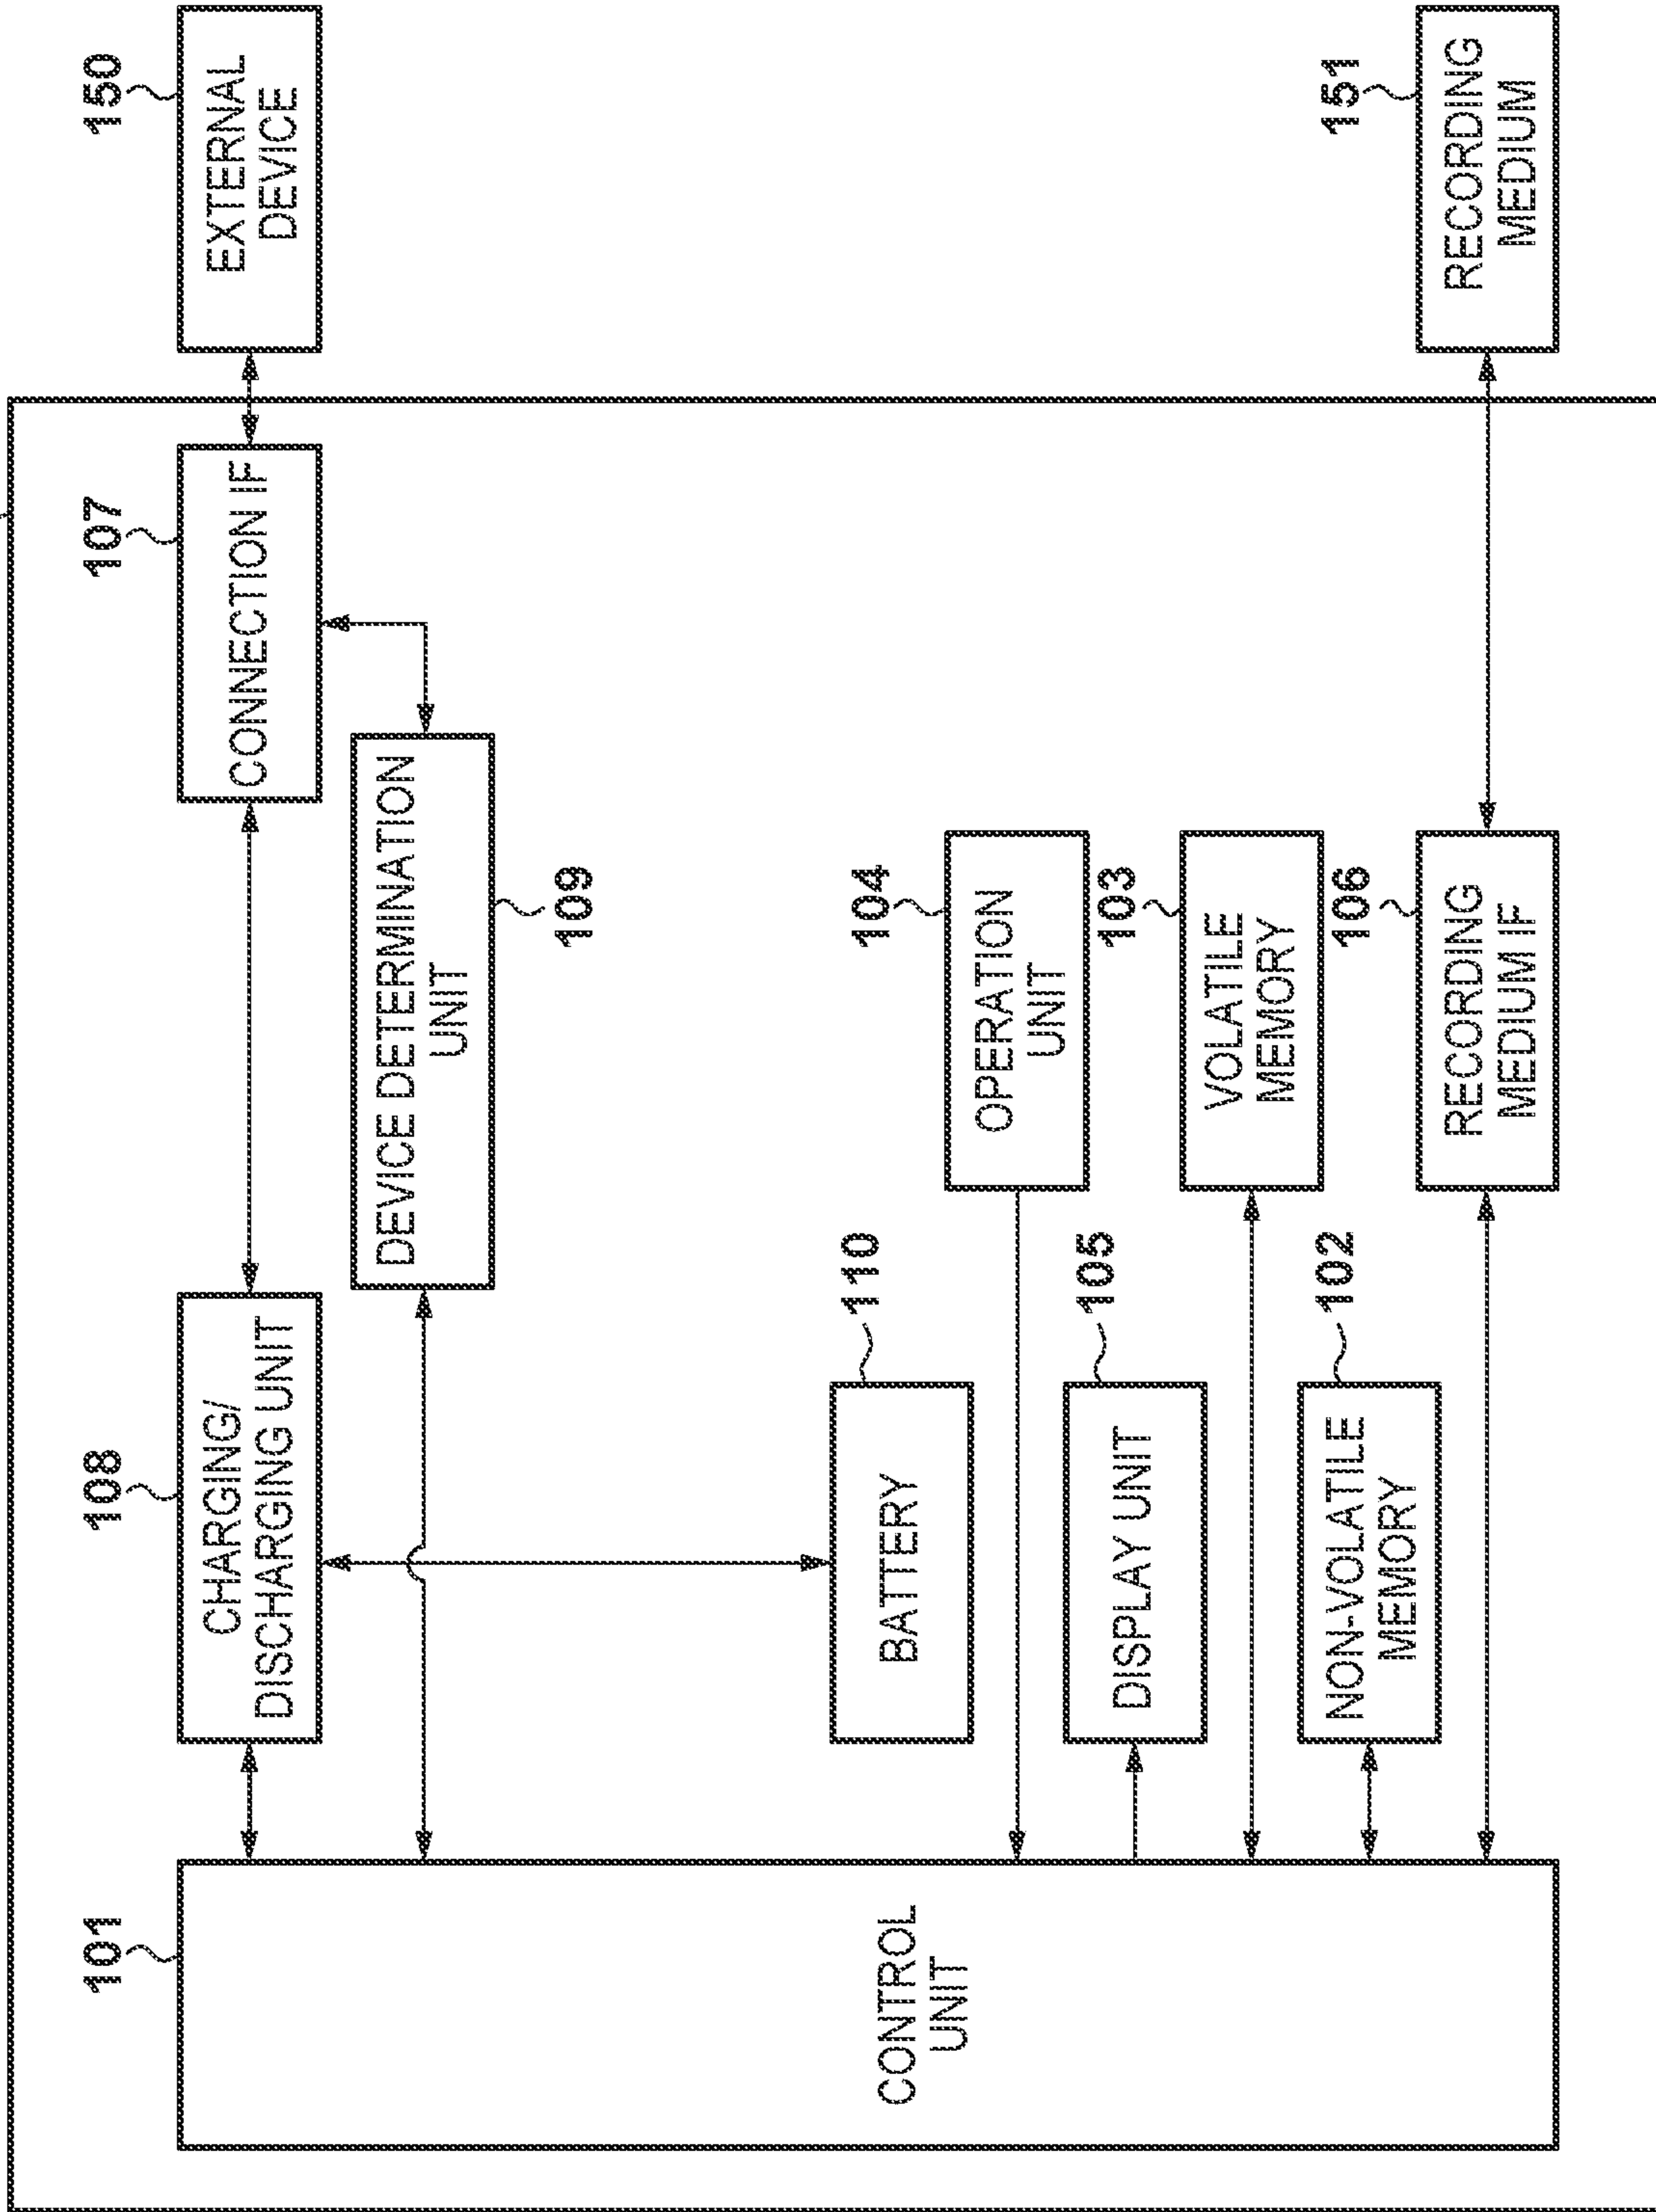 101
CONTROL
UNIT
108
CHARGING/
DISCHARGING UNIT
107
CONNECTION IF
150
EXTERNAL
DEVICE
DEVICE DETERMINATION
UNIT
109
110
BATTERY
104
OPERATION
UNIT
105
DISPLAY UNIT
103
VOLATILE
MEMORY
102
NON-VOLATILE
MEMORY
106
RECORDING
MEDIUM IF
151
RECORDING
MEDIUM